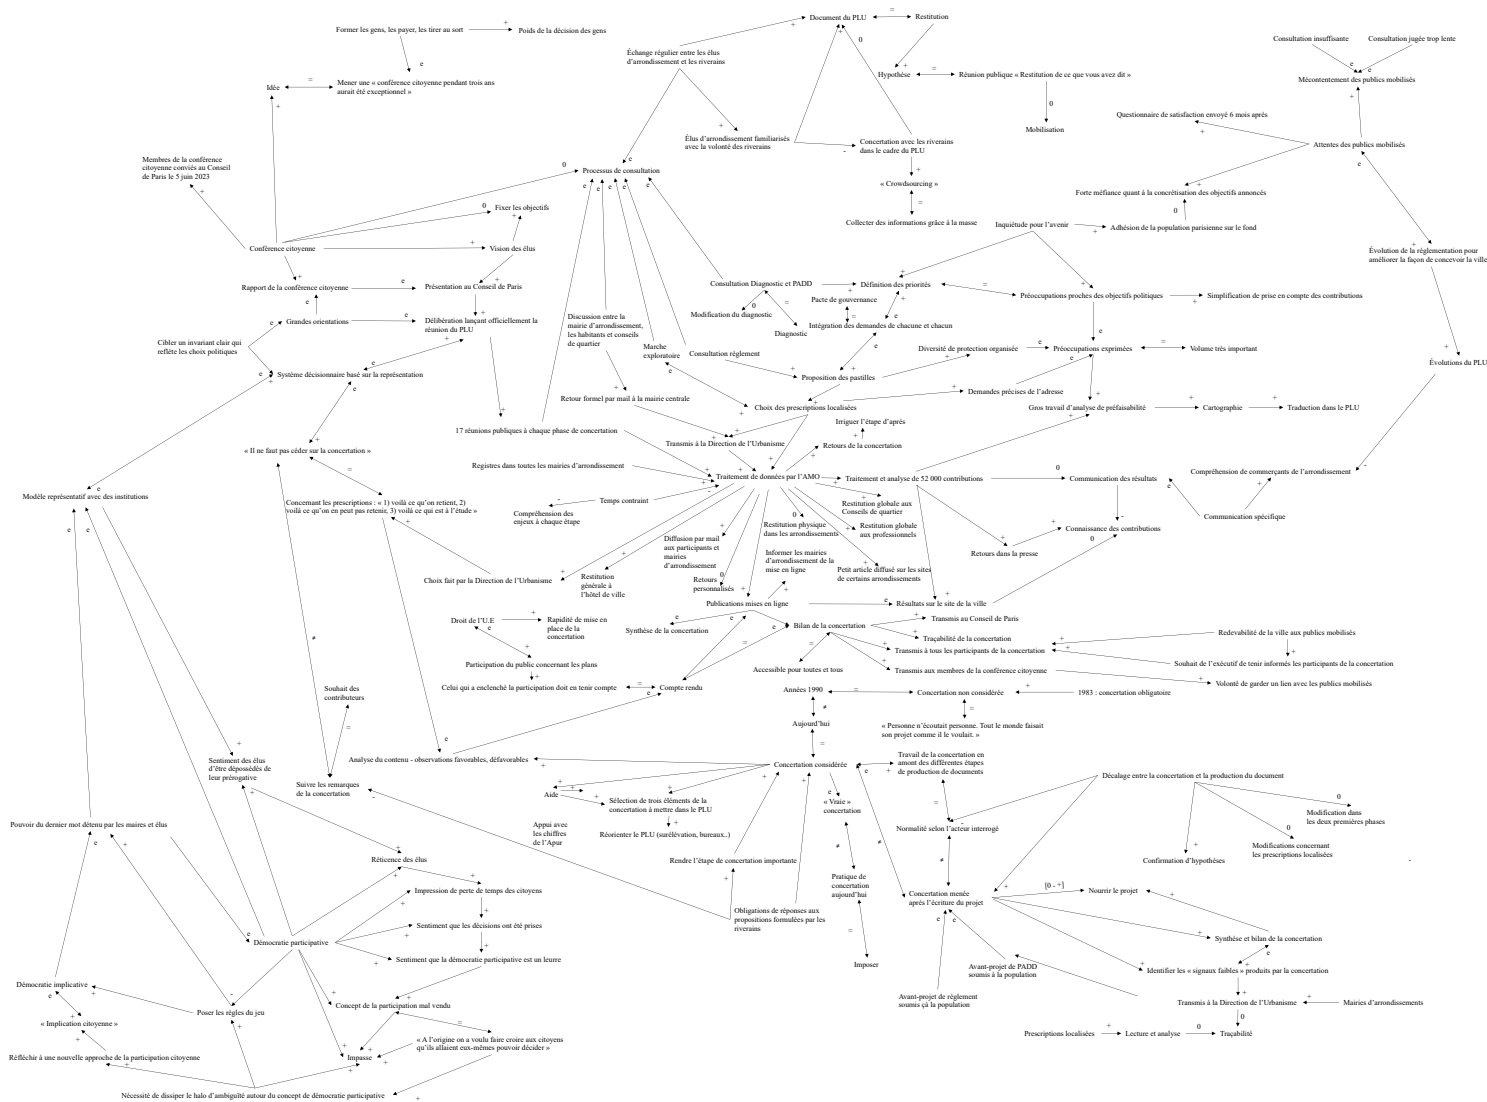 Former les gens, les payer, les tirer au sort
Poids de la décision des gens
Document du PLU
Restitution
Échange régulier entre les élus
d'arrondissement et les riverains
Consultation insuffisante
Consultation jugée trop lente
Idée
Mener une « conférence citoyenne pendant trois ans
aurait été exceptionnel »
Hypothèse
Réunion publique « Restitution de ce que vous avez dit »
Mécontentement des publics mobilisés
Questionnaire de satisfaction envoyé 6 mois après
Mobilisation
Élus d'arrondissement familiarisés
avec la volonté des riverains
Concertation avec les riverains
dans le cadre du PLU
Attentes des publics mobilisés
Membres de la conférence
citoyenne conviés au Conseil
de Paris le 5 juin 2023
Processus de consultation
« Crowdsourcing »
Forte méfiance quant à la concrétisation des objectifs annoncés
Fixer les objectifs
Collecter des informations grâce à la masse
Inquiétude pour l'avenir
Adhésion de la population parisienne sur le fond
Conférence citoyenne
Vision des élus
Évolution de la réglementation pour
améliorer la façon de concevoir la ville
Rapport de la conférence citoyenne
Présentation au Conseil de Paris
Consultation Diagnostic et PADD
Définition des priorités
Préoccupations proches des objectifs politiques
Simplification de prise en compte des contributions
Pacte de gouvernance
Modification du diagnostic
Diagnostic
Intégration des demandes de chacune et chacun
Grandes orientations
Délibération lançant officiellement la
réunion du PLU
Discussion entre la
mairie d'arrondissement,
les habitants et conseils
de quartier
Cibler un invariant clair qui
reflète les choix politiques
Marche
exploratoire
Consultation réglement
Diversité de protection organisée
Préoccupations exprimées
Volume très important
Évolutions du PLU
Système décisionnaire basé sur la représentation
Proposition des pastilles
Demandes précises de l'adresse
Retour formel par mail à la mairie centrale
Choix des prescriptions localisées
Gros travail d'analyse de préfaisabilité
Cartographie
Traduction dans le PLU
17 réunions publiques à chaque phase de concertation
Irriguer l'étape d'après
Transmis à la Direction de l'Urbanisme
Retours de la concertation
« Il ne faut pas céder sur la concertation »
Registres dans toutes les mairies d'arrondissement
Traitement de données par l'AMO
Traitement et analyse de 52 000 contributions
Communication des résultats
Compréhension de commerçants de l'arrondissement
Modèle représentatif avec des institutions
Concernant les prescriptions : « 1) voilà ce qu'on retient, 2)
voilà ce qu'on en peut pas retenir, 3) voilà ce qui est à l'étude »
Temps contraint
Compréhension des
enjeux à chaque étape
Restitution globale aux
Conseils de quartier
Communication spécifique
Restitution physique
dans les arrondissements
Restitution globale
aux professionnels
Connaissance des contributions
Diffusion par mail
aux participants et
mairies
d'arrondissement
Informer les mairies
d'arrondissement de la
mise en ligne
Retours dans la presse
Choix fait par la Direction de l'Urbanisme
Restitution
générale à
l'hôtel de ville
Retours
personnalisés
Petit article diffusé sur les sites
de certains arrondissements
Publications mises en ligne
Résultats sur le site de la ville
Droit de l'U.E
Rapidité de mise en
place de la
concertation
Synthèse de la concertation
Bilan de la concertation
Transmis au Conseil de Paris
Traçabilité de la concertation
Redevabilité de la ville aux publics mobilisés
Transmis à tous les participants de la concertation
Souhait de l'exécutif de tenir informés les participants de la concertation
Participation du public concernant les plans
Accessible pour toutes et tous
Transmis aux membres de la conférence citoyenne
Volonté de garder un lien avec les publics mobilisés
Celui qui a enclenché la participation doit en tenir compte
Compte rendu
Souhait des
contributeurs
Années 1990
Concertation non considérée
1983 : concertation obligatoire
Aujourd'hui
« Personne n'écoutait personne. Tout le monde faisait
son projet comme il le voulait. »
Sentiment des élus
d'être dépossédés de
leur prérogative
Analyse du contenu - observations favorables, défavorables
Concertation considérée
Travail de la concertation en
amont des différentes étapes
de production de documents
Décalage entre la concertation et la production du document
Suivre les remarques
de la concertation
Aide
Sélection de trois éléments de la
concertation à mettre dans le PLU
« Vraie »
concertation
Modification dans
les deux premières phases
Pouvoir du dernier mot détenu par les maires et élus
Appui avec
les chiffres
de l'Apur
Réorienter le PLU (surélévation, bureaux..)
Normalité selon l'acteur interrogé
Modifications concernant
les prescriptions localisées
Réticence des élus
Rendre l'étape de concertation importante
Confirmation d'hypothèses
Impression de perte de temps des citoyens
Pratique de
concertation
aujourd'hui
Concertation menée
après l'écriture du projet
[0 - +]
Nourrir le projet
Obligations de réponses aux
propositions formulées par les
riverains
Sentiment que les décisions ont été prises
Démocratie participative
Synthèse et bilan de la concertation
Sentiment que la démocratie participative est un leurre
Imposer
Avant-projet de PADD
soumis à la population
Identifier les « signaux faibles » produits par la concertation
Démocratie implicative
Avant-projet de règlement
soumis çà la population
Concept de la participation mal vendu
Poser les règles du jeu
Transmis à la Direction de l'Urbanisme
Mairies d'arrondissements
« Implication citoyenne »
Prescriptions localisées
Lecture et analyse
Traçabilité
« A l'origine on a voulu faire croire aux citoyens
qu'ils allaient eux-mêmes pouvoir décider »
Réfléchir à une nouvelle approche de la participation citoyenne
Impasse
Nécessité de dissiper le halo d'ambiguïté autour du concept de démocratie participative